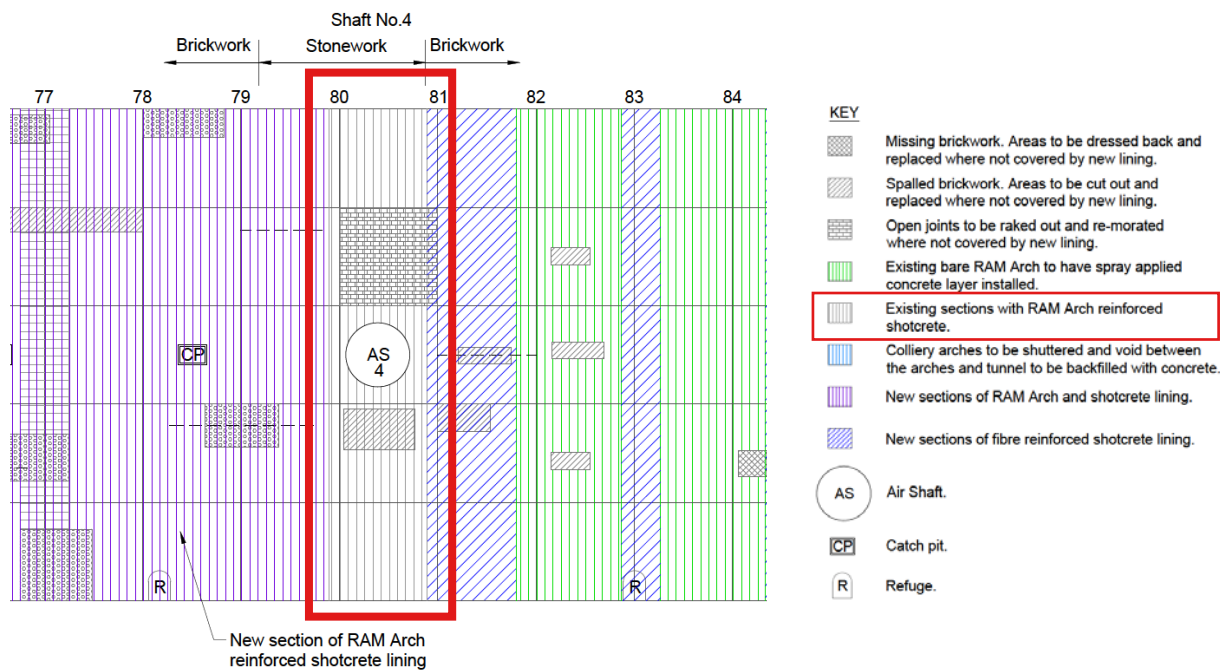 Shaft No.4
Brickwork Stonework Brickwork
77 78 79 80 81 82 83 84
CP
AS
4
R R
New section of RAM Arch
reinforced shotcrete lining
KEY
Missing brickwork. Areas to be dressed back and
replaced where not covered by new lining.
Spalled brickwork. Areas to be cut out and
replaced where not covered by new lining.
Open joints to be raked out and re-morated
where not covered by new lining.
Existing bare RAM Arch to have spray applied
concrete layer installed.
Existing sections with RAM Arch reinforced
shotcrete.
Colliery arches to be shuttered and void between
the arches and tunnel to be backfilled with concrete.
New sections of RAM Arch and shotcrete lining.
New sections of fibre reinforced shotcrete lining.
AS Air Shaft.
CP Catch pit.
R Refuge.